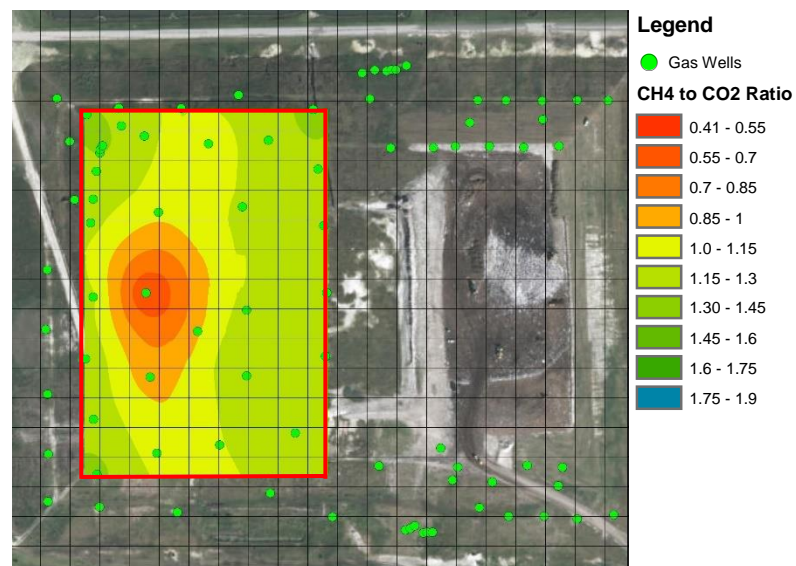 Legend
Gas Wells
CH4 to CO2 Ratio
0.41 - 0.55
0.55 - 0.7
0.7 - 0.85
0.85 - 1
1.0 - 1.15
1.15 - 1.3
1.30 - 1.45
1.45 - 1.6
1.6 - 1.75
1.75 - 1.9